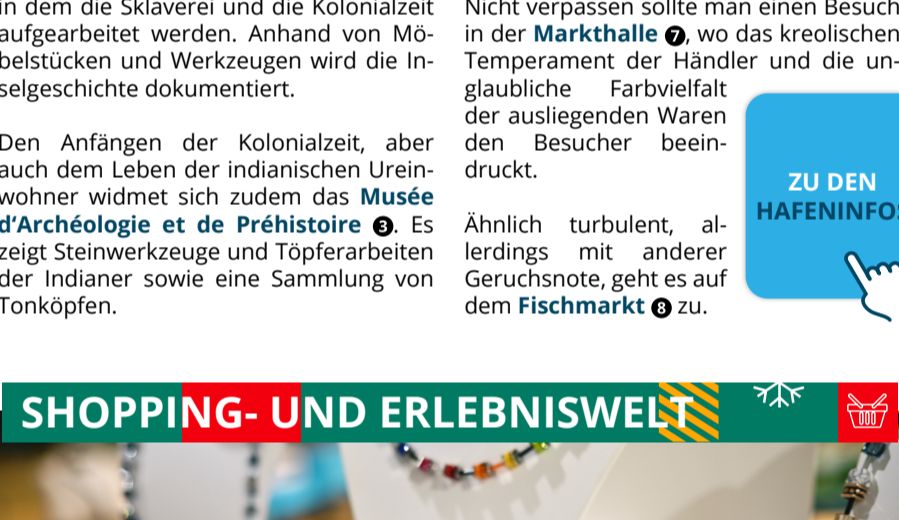 in dem die Sklaverei und die Kolonialzeit
aufgearbeitet werden. Anhand von Mö-
belstücken und Werkzeugen wird die In-
selgeschichte dokumentiert.
Den Anfängen der Kolonialzeit, aber
auch dem Leben der indianischen Urein-
wohner widmet sich zudem das Musée
d'Archéologie et de Préhistoire 3. Es
zeigt Steinwerkzeuge und Töpferarbeiten
der Indianer sowie eine Sammlung von
Tonköpfen.
Nicht verpassen sollte man einen Besuch
in der Markthalle 7, wo das kreolischen
Temperament der Händler und die un-
glaubliche Farbvielfalt
der ausliegenden Waren
den Besucher beein-
druckt.
Ähnlich turbulent, al-
lerdings mit anderer
Geruchsnote, geht es auf
dem Fischmarkt 8 zu.
ZU DEN
HAFENINFOS
SHOPPING- UND ERLEBNISWELT